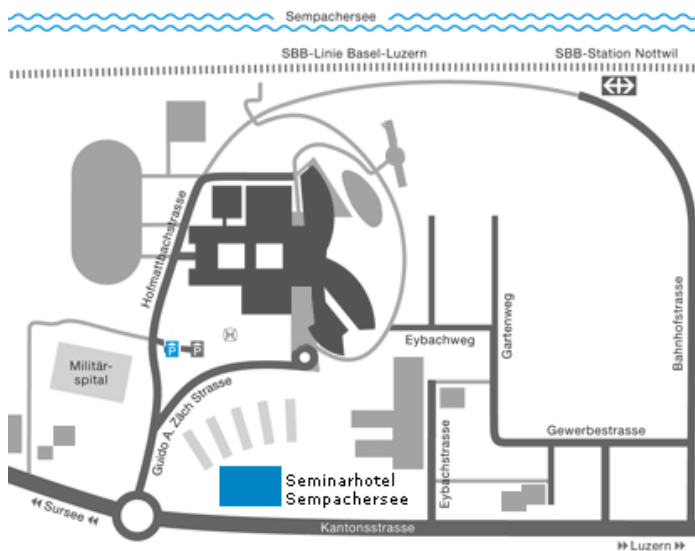 Sempachersee
SBB-Linie Basel-Luzern
SBB-Station Nottwil
Hofmattbachstrasse
H
P
P
Militär-
spital
Guido A. Zäch Strasse
Eybachweg
Gartenweg
Bahnhofstrasse
Gewerbestrasse
Eybachstrasse
Seminarhotel
Sempachersee
Sursee
Kantonsstrasse
Luzern